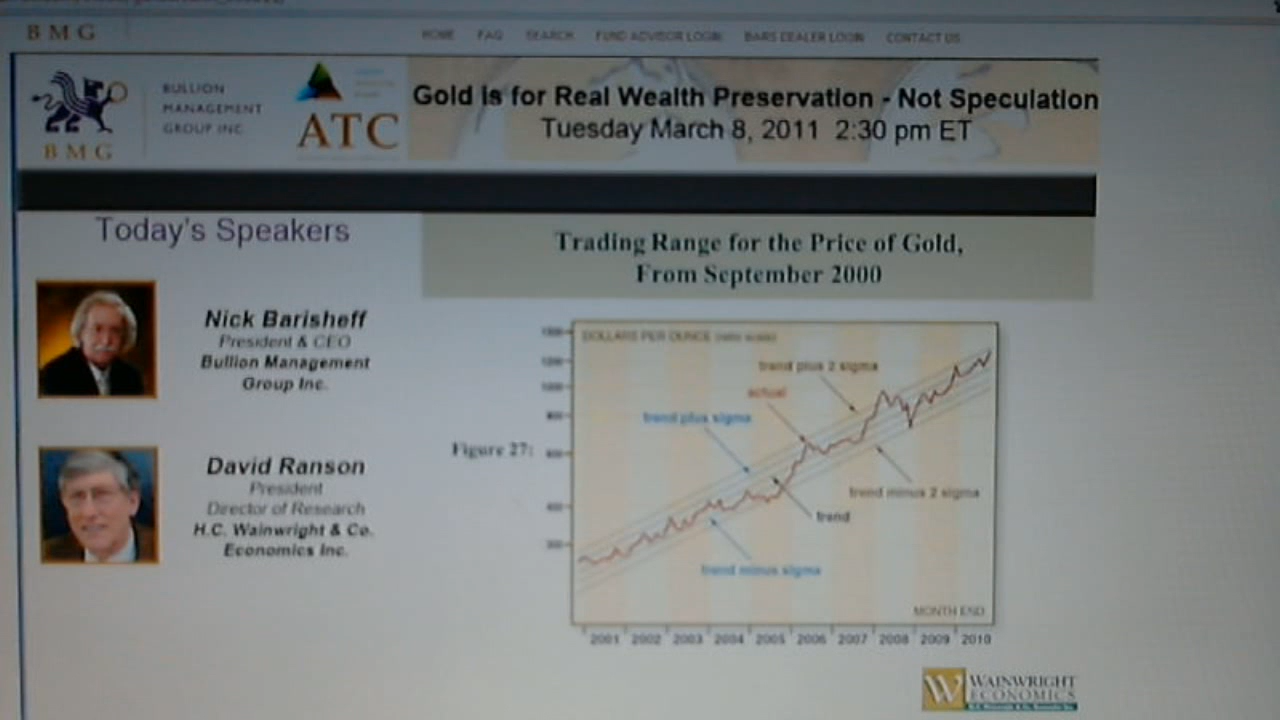 BMG
HOME FAQ SEARCH FUND ADVISOR LOGIN BARS DEALER LOGIN CONTACT US
BULLION
MANAGEMENT
GROUP INC.
BMG
ATC
Gold is for Real Wealth Preservation - Not Speculation
Tuesday March 8, 2011 2:30 pm ET
Today's Speakers
Nick Barisheff
President & CEO
Bullion Management
Group Inc.
David Ranson
President
Director of Research
H.C. Wainwright & Co.
Economics Inc.
Trading Range for the Price of Gold,
From September 2000
DOLLARS PER OUNCE (ratio scale)
trend plus 2 sigma
actual
trend plus sigma
Figure 27:
trend minus 2 sigma
trend
trend minus sigma
MONTH END
2001 2002 2003 2004 2005 2006 2007 2008 2009 2010
W WAINWRIGHT
ECONOMICS